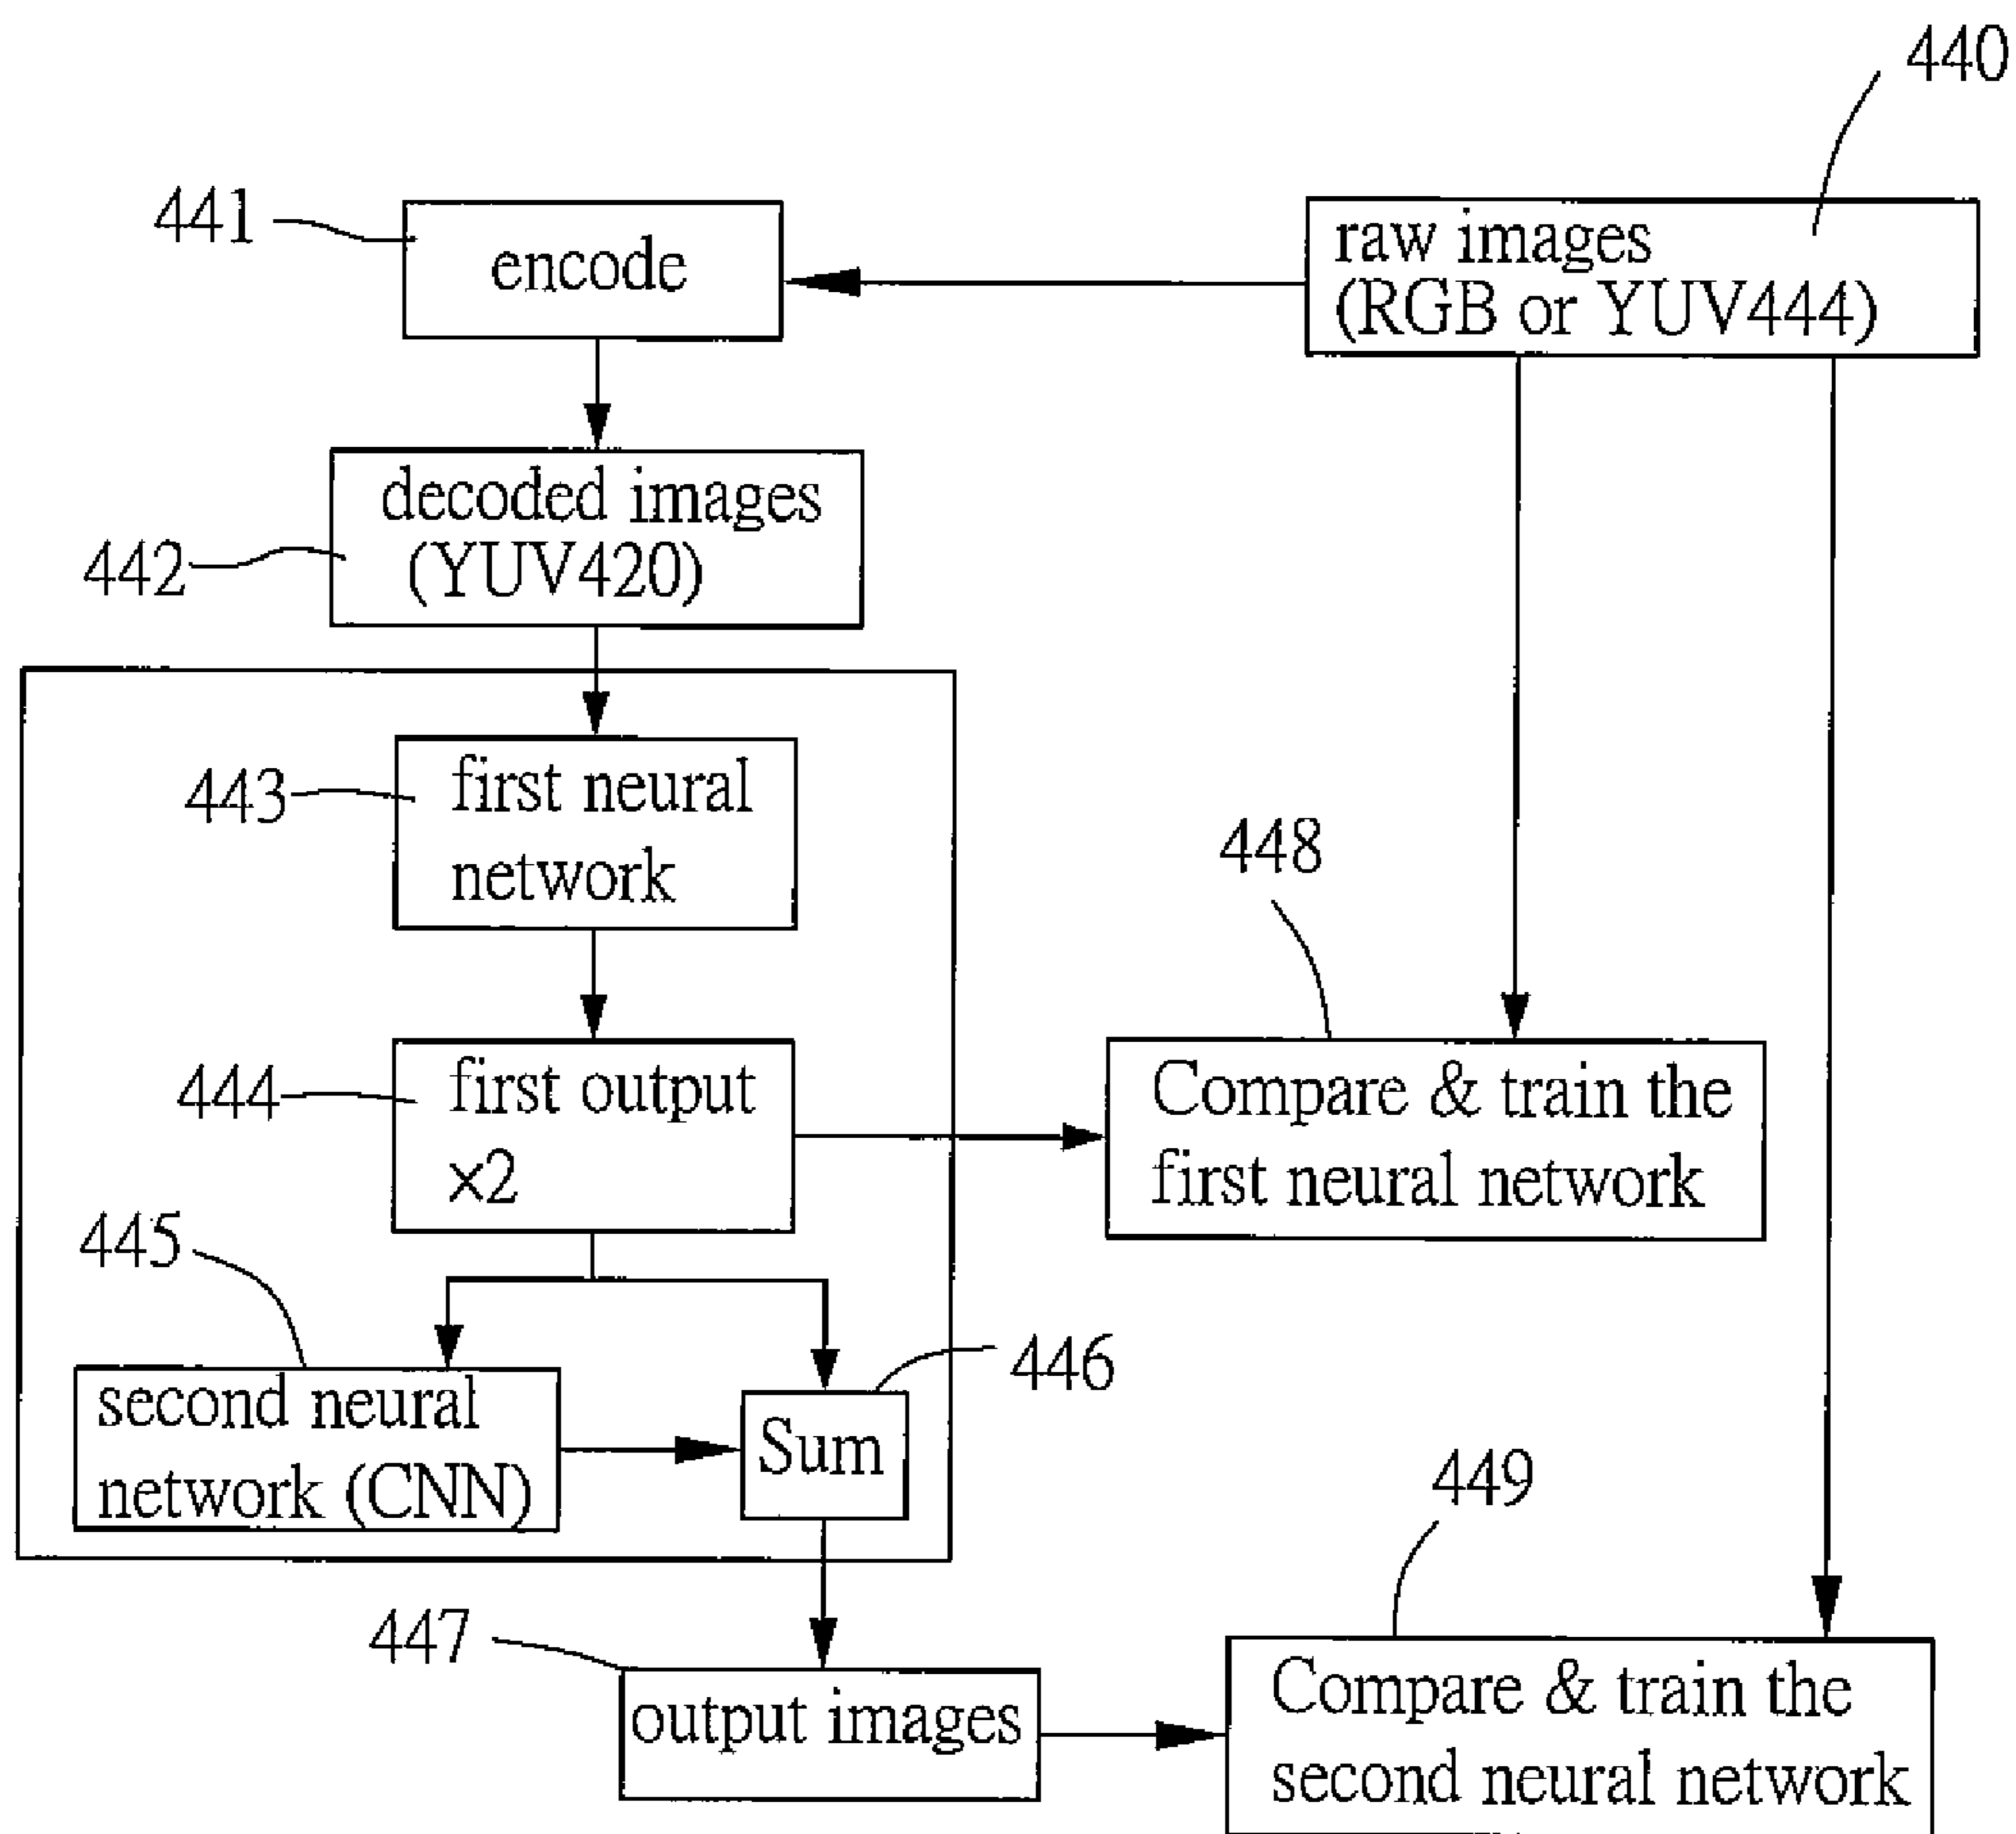 440
441
encode
raw images
(RGB or YUV444)
442
decoded images
(YUV420)
443
first neural
network
448
444
first output
×2
Compare & train the
first neural network
445
446
second neural
network (CNN)
Sum
449
447
output images
Compare & train the
second neural network